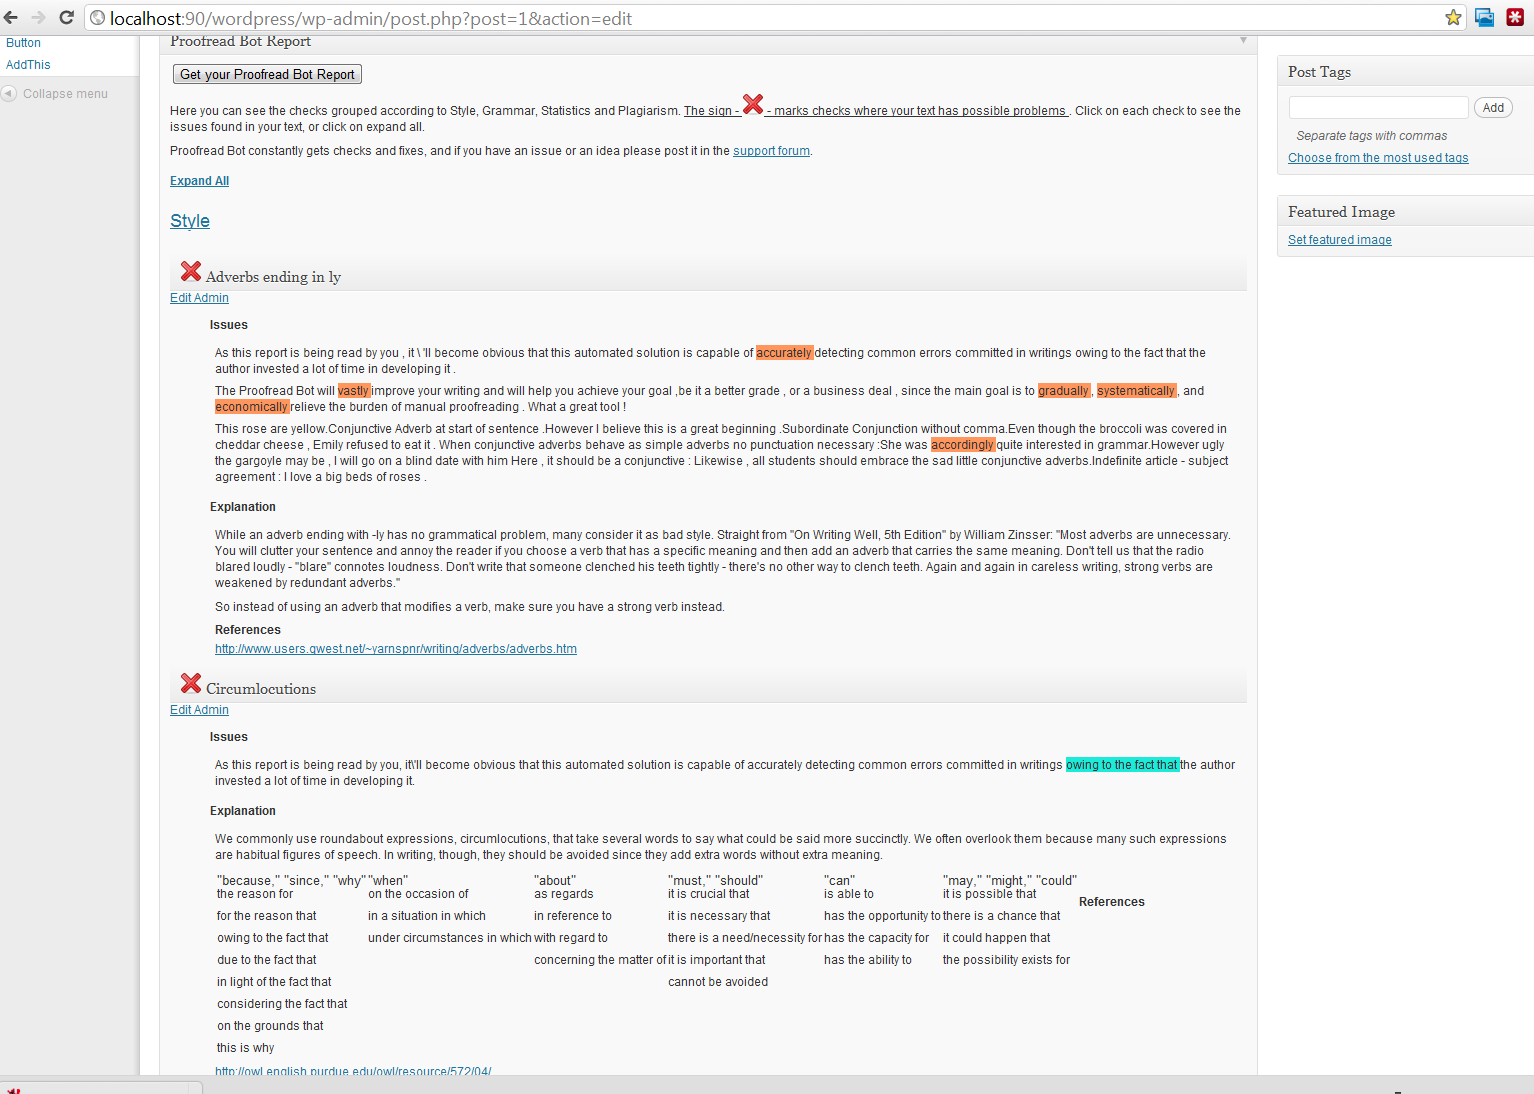 localhost:90/wordpress/wp-admin/post.php?post=1&action=edit
Button
AddThis
Collapse menu
Proofread Bot Report
Get your Proofread Bot Report
Here you can see the checks grouped according to Style, Grammar, Statistics and Plagiarism. The sign - - marks checks where your text has possible problems . Click on each check to see the
issues found in your text, or click on expand all.
Proofread Bot constantly gets checks and fixes, and if you have an issue or an idea please post it in the support forum.
Expand All
Style
Adverbs ending in ly
Edit Admin
Issues
As this report is being read by you , it \ 'll become obvious that this automated solution is capable of accurately detecting common errors committed in writings owing to the fact that the
author invested a lot of time in developing it .
The Proofread Bot will vastly improve your writing and will help you achieve your goal ,be it a better grade , or a business deal , since the main goal is to gradually , systematically , and
economically relieve the burden of manual proofreading . What a great tool !
This rose are yellow.Conjunctive Adverb at start of sentence .However I believe this is a great beginning .Subordinate Conjunction without comma.Even though the broccoli was covered in
cheddar cheese , Emily refused to eat it . When conjunctive adverbs behave as simple adverbs no punctuation necessary :She was accordingly quite interested in grammar.However ugly
the gargoyle may be , I will go on a blind date with him Here , it should be a conjunctive : Likewise , all students should embrace the sad little conjunctive adverbs.Indefinite article - subject
agreement : I love a big beds of roses .
Explanation
While an adverb ending with -ly has no grammatical problem, many consider it as bad style. Straight from "On Writing Well, 5th Edition" by William Zinsser: "Most adverbs are unnecessary.
You will clutter your sentence and annoy the reader if you choose a verb that has a specific meaning and then add an adverb that carries the same meaning. Don't tell us that the radio
blared loudly - "blare" connotes loudness. Don't write that someone clenched his teeth tightly - there's no other way to clench teeth. Again and again in careless writing, strong verbs are
weakened by redundant adverbs."
So instead of using an adverb that modifies a verb, make sure you have a strong verb instead.
References
http://www.users.qwest.net/~yarnspnr/writing/adverbs/adverbs.htm
Circumlocutions
Edit Admin
Issues
As this report is being read by you, it\'ll become obvious that this automated solution is capable of accurately detecting common errors committed in writings owing to the fact that the author
invested a lot of time in developing it.
Explanation
We commonly use roundabout expressions, circumlocutions, that take several words to say what could be said more succinctly. We often overlook them because many such expressions
are habitual figures of speech. In writing, though, they should be avoided since they add extra words without extra meaning.
"because," "since," "why" "when" "about" "must," "should" "can" "may," "might," "could"
the reason for on the occasion of as regards it is crucial that is able to it is possible that
References
for the reason that in a situation in which in reference to it is necessary that has the opportunity to there is a chance that
owing to the fact that under circumstances in which with regard to there is a need/necessity for has the capacity for it could happen that
due to the fact that concerning the matter of it is important that has the ability to the possibility exists for
in light of the fact that cannot be avoided
considering the fact that
on the grounds that
this is why
http://owl.english.purdue.edu/owl/resource/572/04/
Post Tags
Add
Separate tags with commas
Choose from the most used tags
Featured Image
Set featured image